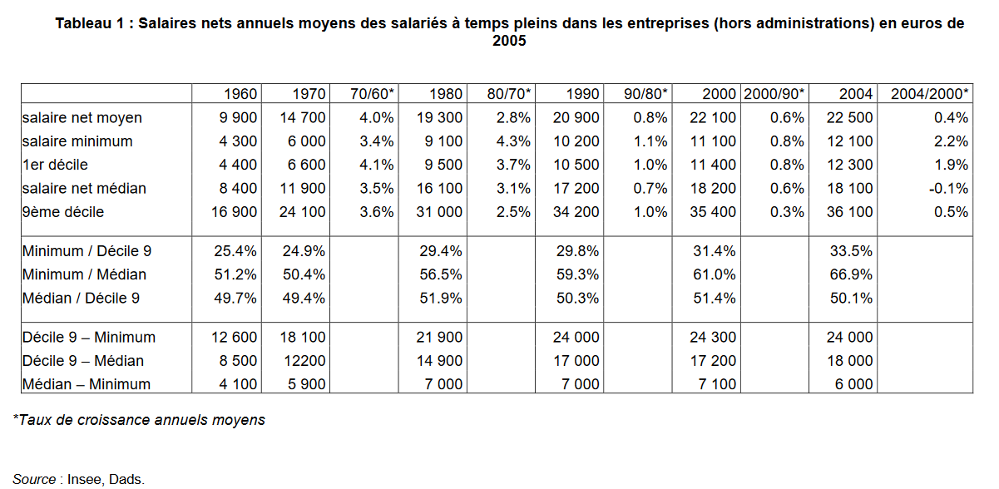 Tableau 1 : Salaires nets annuels moyens des salariés à temps pleins dans les entreprises (hors administrations) en euros de
2005
1960 1970 70/60* 1980 80/70* 1990 90/80* 2000 2000/90* 2004 2004/2000*
salaire net moyen 9 900 14 700 4.0% 19 300 2.8% 20 900 0.8% 22 100 0.6% 22 500 0.4%
salaire minimum 4 300 6 000 3.4% 9 100 4.3% 10 200 1.1% 11 100 0.8% 12 100 2.2%
1er décile 4 400 6 600 4.1% 9 500 3.7% 10 500 1.0% 11 400 0.8% 12 300 1.9%
salaire net médian 8 400 11 900 3.5% 16 100 3.1% 17 200 0.7% 18 200 0.6% 18 100 -0.1%
9ème décile 16 900 24 100 3.6% 31 000 2.5% 34 200 1.0% 35 400 0.3% 36 100 0.5%
Minimum / Décile 9 25.4% 24.9% 29.4% 29.8% 31.4% 33.5%
Minimum / Médian 51.2% 50.4% 56.5% 59.3% 61.0% 66.9%
Médian / Décile 9 49.7% 49.4% 51.9% 50.3% 51.4% 50.1%
Décile 9 – Minimum 12 600 18 100 21 900 24 000 24 300 24 000
Décile 9 – Médian 8 500 12200 14 900 17 000 17 200 18 000
Médian – Minimum 4 100 5 900 7 000 7 000 7 100 6 000
*Taux de croissance annuels moyens
Source : Insee, Dads.